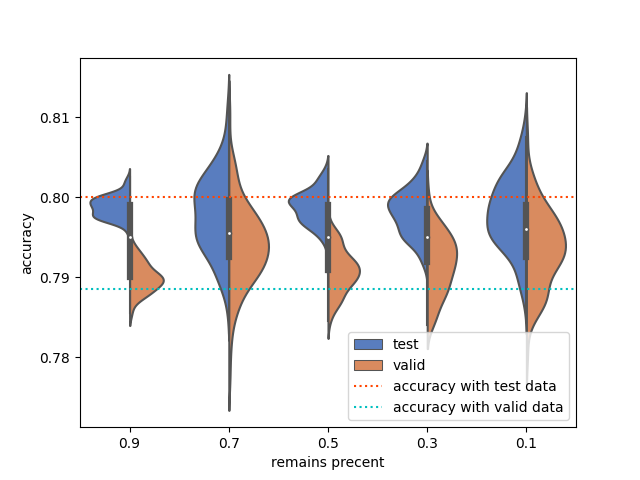 0.81
0.80
0.79
0.78
accuracy
0.9
0.7
0.5
0.3
0.1
remains precent
test
valid
accuracy with test data
accuracy with valid data